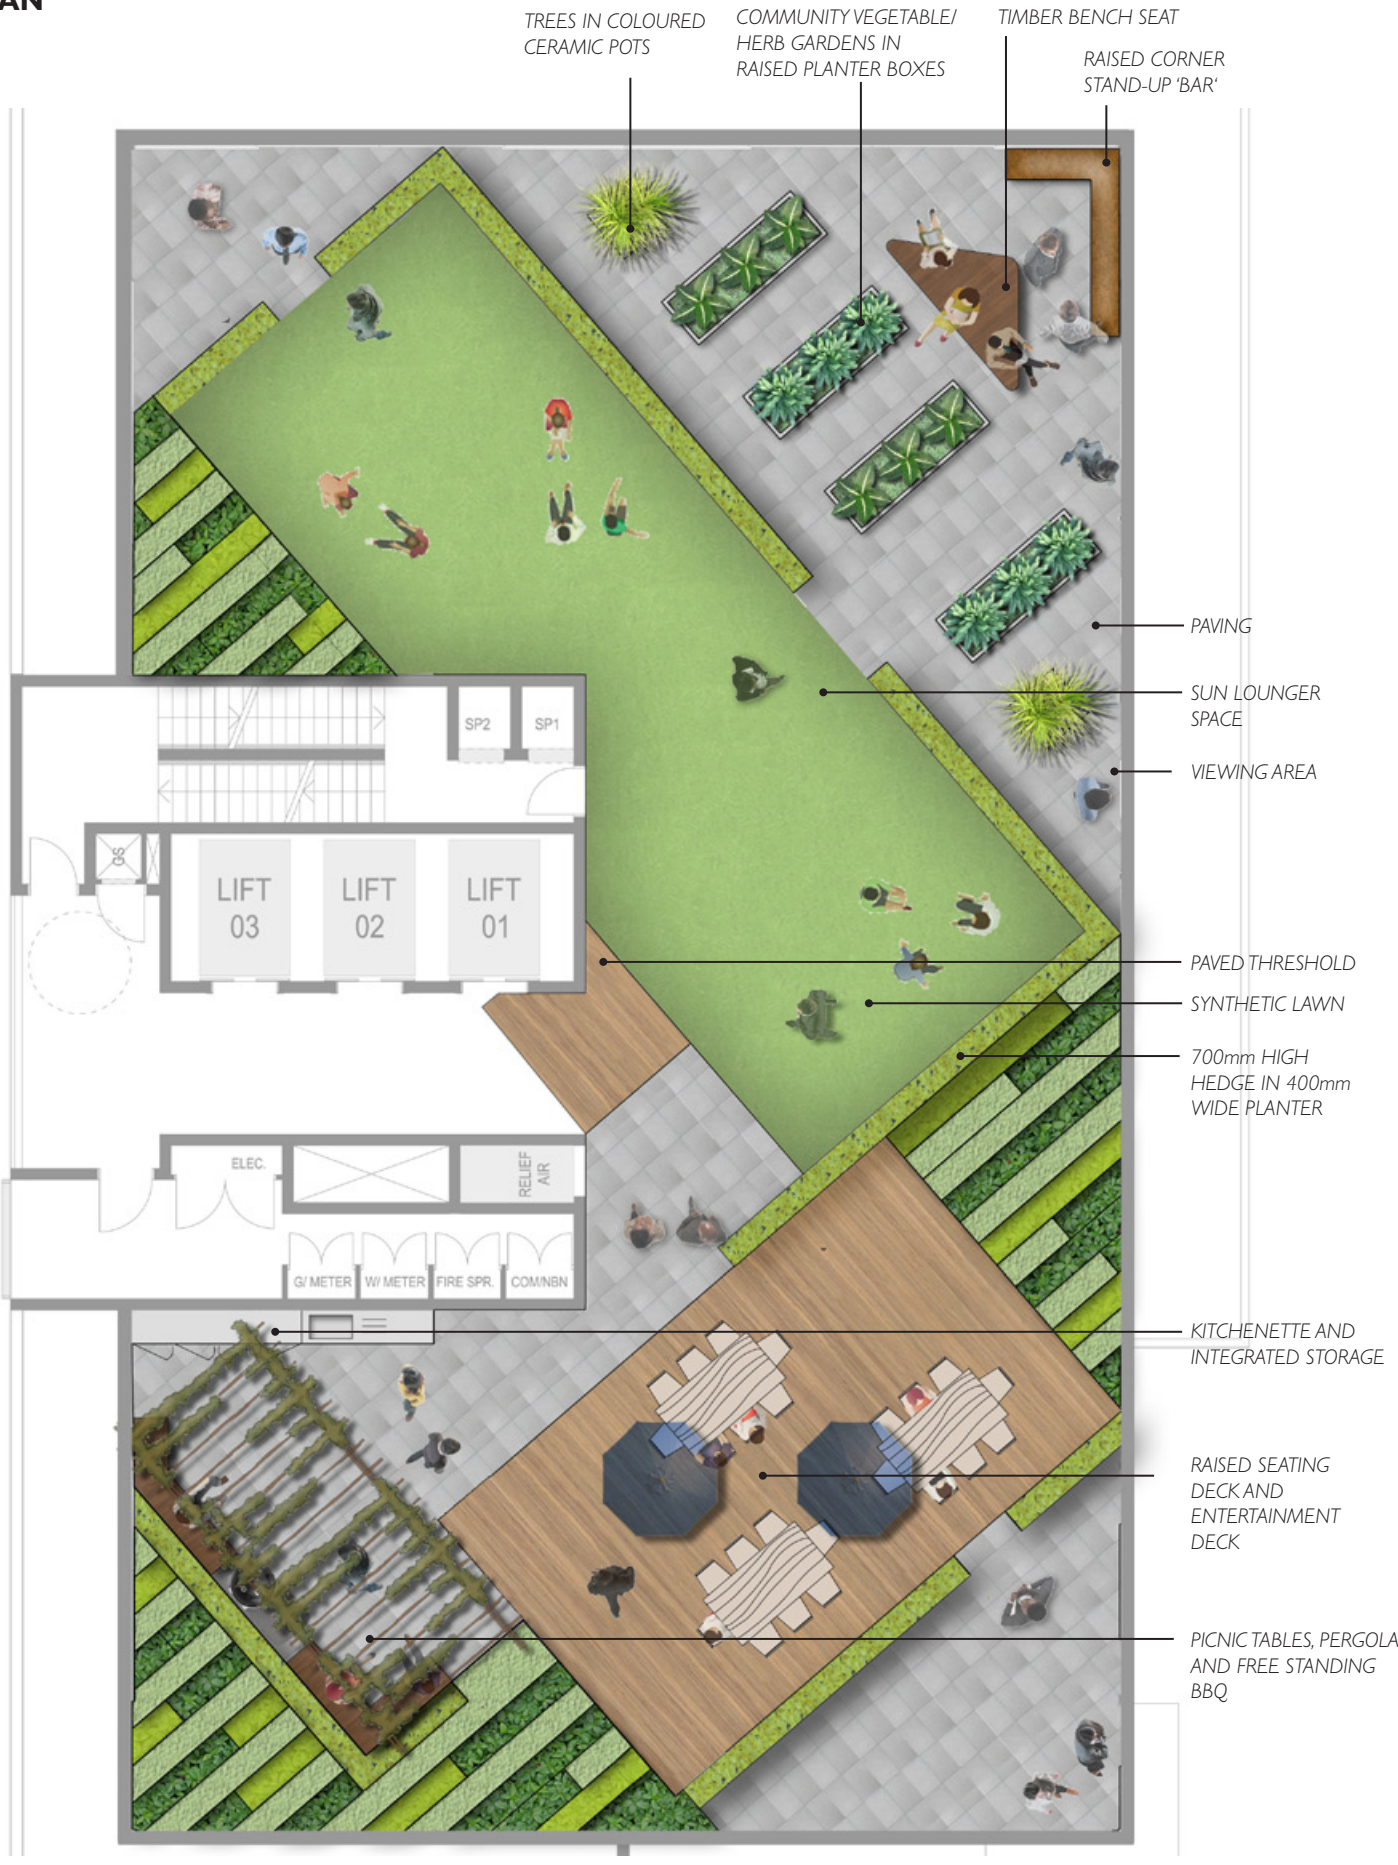 AN
TREES IN COLOURED
CERAMIC POTS
COMMUNITY VEGETABLE/
HERB GARDENS IN
RAISED PLANTER BOXES
TIMBER BENCH SEAT
RAISED CORNER
STAND-UP 'BAR'
PAVING
SUN LOUNGER
SPACE
VIEWING AREA
SP2
SP1
GS
LIFT
03
LIFT
02
LIFT
01
PAVED THRESHOLD
SYNTHETIC LAWN
700mm HIGH
HEDGE IN 400mm
WIDE PLANTER
ELEC.
RELIEF
AIR
G/ METER
W/ METER
FIRE SPR.
COM/NBN
KITCHENETTE AND
INTEGRATED STORAGE
RAISED SEATING
DECK AND
ENTERTAINMENT
DECK
PICNIC TABLES, PERGOLA
AND FREE STANDING
BBQ